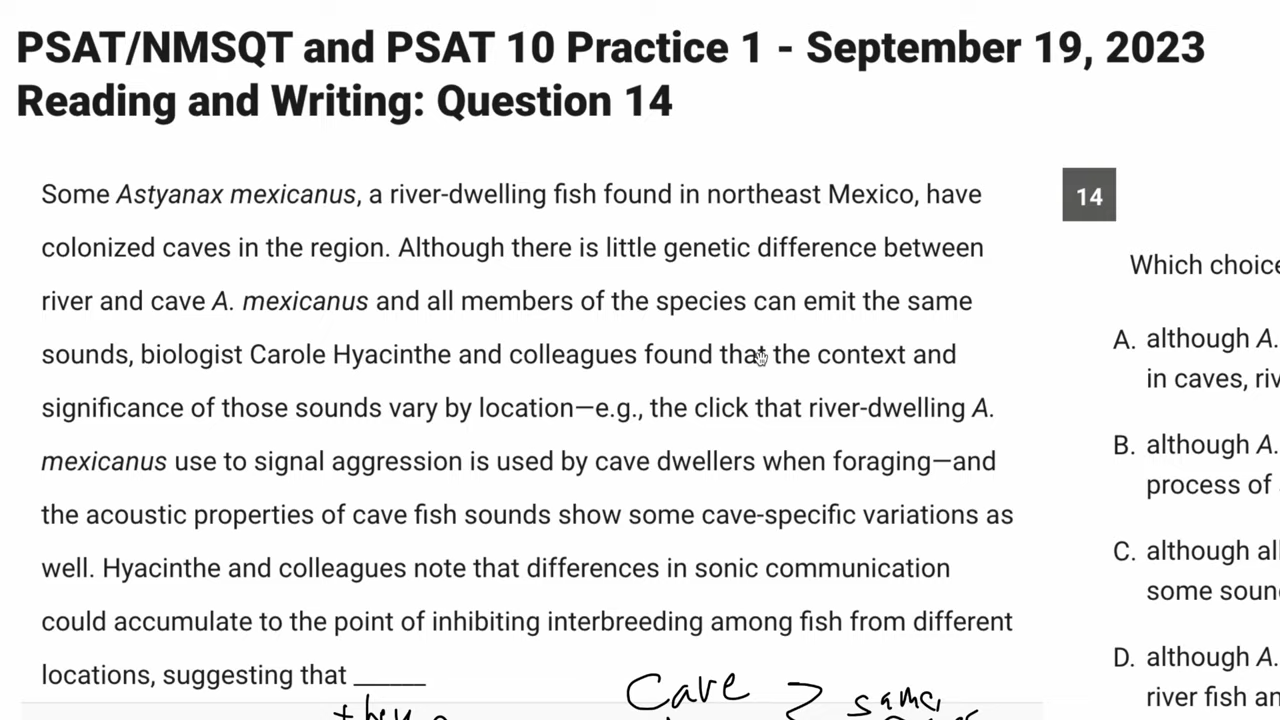 PSAT/NMSQT and PSAT 10 Practice 1 - September 19, 2023
Reading and Writing: Question 14
Some Astyanax mexicanus, a river-dwelling fish found in northeast Mexico, have
colonized caves in the region. Although there is little genetic difference between
river and cave A. mexicanus and all members of the species can emit the same
sounds, biologist Carole Hyacinthe and colleagues found that the context and
significance of those sounds vary by location—e.g., the click that river-dwelling A.
mexicanus use to signal aggression is used by cave dwellers when foraging—and
the acoustic properties of cave fish sounds show some cave-specific variations as
well. Hyacinthe and colleagues note that differences in sonic communication
could accumulate to the point of inhibiting interbreeding among fish from different
locations, suggesting that ______
Cave
same
14
Which
A. although A.
in caves,
B. although A.
process of
C. although
some
D. although A.
river fish